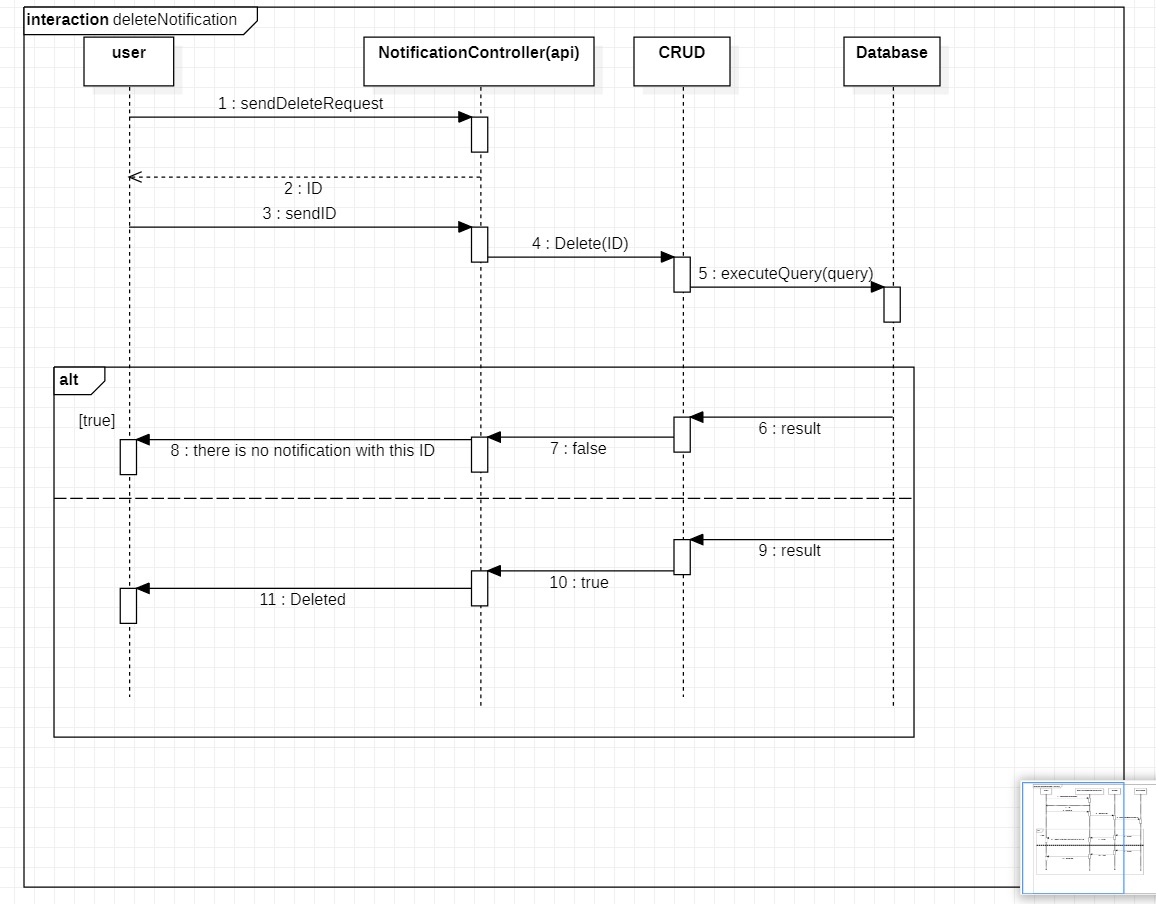 interaction deleteNotification
user
NotificationController(api)
CRUD
Database
1 : sendDeleteRequest
2 : ID
3 : sendID
4 : Delete(ID)
5 : executeQuery(query)
alt
[true]
6 : result
7 : false
8 : there is no notification with this ID
9 : result
10 : true
11 : Deleted